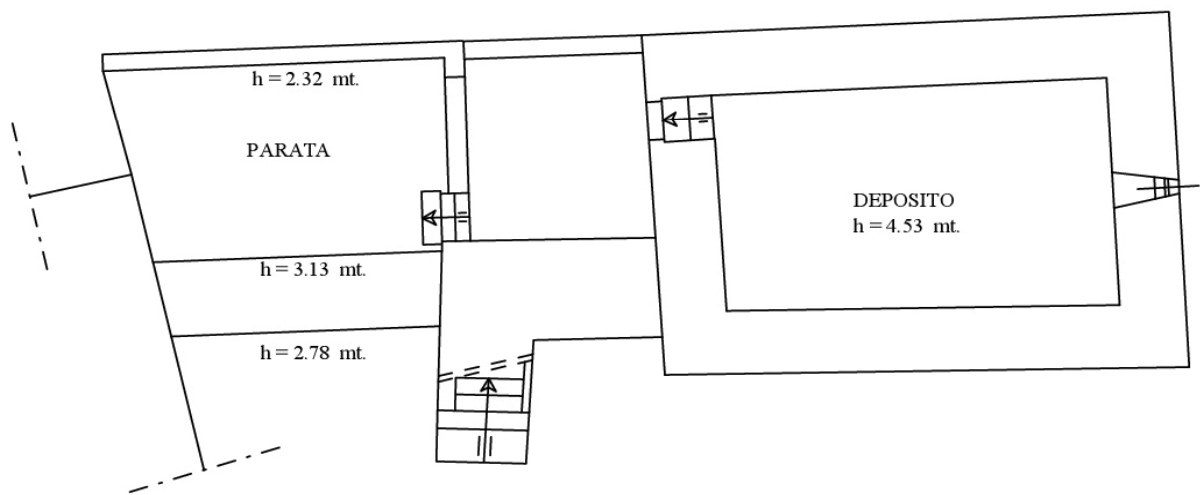 h = 2.32 mt.
PARATA
DEPOSITO
h = 4.53 mt.
h = 3.13 mt.
h = 2.78 mt.